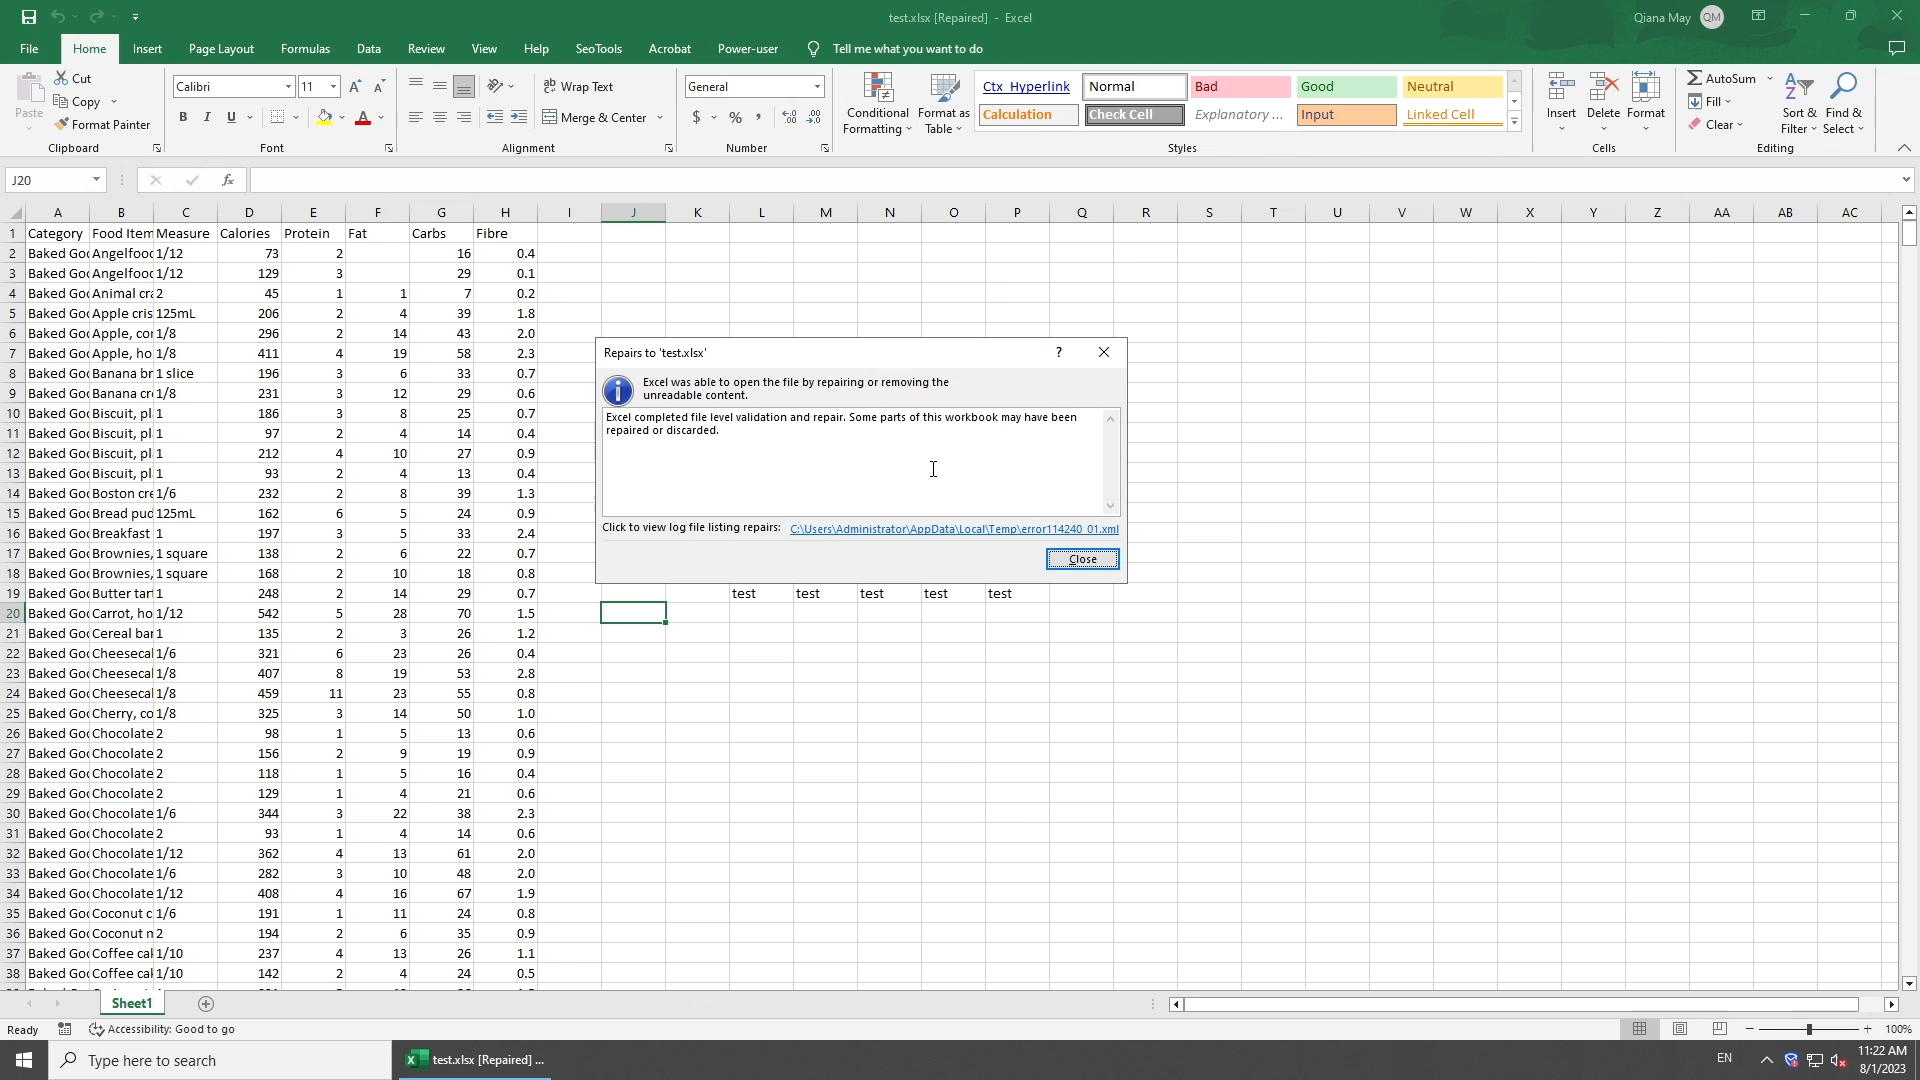 test.xlsx [Repaired] - Excel
Qiana May QM
File Home Insert Page Layout Formulas Data Review View Help SeoTools Acrobat Power-user Tell me what you want to do
Paste
Cut
Copy
Format Painter
Clipboard
Calibri 11
B I U
Font
Wrap Text
Merge & Center
Alignment
General
$ % ,
Number
Conditional Formatting
Format as Table
Ctx_Hyperlink Normal Bad Good Neutral
Calculation Check Cell Explanatory ... Input Linked Cell
Styles
Insert Delete Format
Cells
AutoSum
Fill
Clear
Sort & Filter
Find & Select
Editing
J20 fx
A B C D E F G H I J K L M N O P Q R S T U V W X Y Z AA AB AC
1 Category Food Item Measure Calories Protein Fat Carbs Fibre
2 Baked Goo Angelfood 1/12 73 2 16 0.4
3 Baked Goo Angelfood 1/12 129 3 29 0.1
4 Baked Goo Animal cra 2 45 1 1 7 0.2
5 Baked Goo Apple cris 125mL 206 2 4 39 1.8
6 Baked Goo Apple, cor 1/8 296 2 14 43 2.0
7 Baked Goo Apple, ho 1/8 411 4 19 58 2.3
8 Baked Goo Banana br 1 slice 196 3 6 33 0.7
9 Baked Goo Banana cre 1/8 231 3 12 29 0.6
10 Baked Goo Biscuit, pl 1 186 3 8 25 0.7
11 Baked Goo Biscuit, pl 1 97 2 4 14 0.4
12 Baked Goo Biscuit, pl 1 212 4 10 27 0.9
13 Baked Goo Biscuit, pl 1 93 2 4 13 0.4
14 Baked Goo Boston cre 1/6 232 2 8 39 1.3
15 Baked Goo Bread pud 125mL 162 6 5 24 0.9
16 Baked Goo Breakfast 1 197 3 5 33 2.4
17 Baked Goo Brownies, 1 square 138 2 6 22 0.7
18 Baked Goo Brownies, 1 square 168 2 10 18 0.8
19 Baked Goo Butter tart 1 248 2 14 29 0.7 test test test test test
20 Baked Goo Carrot, ho 1/12 542 5 28 70 1.5
21 Baked Goo Cereal bar 1 135 2 3 26 1.2
22 Baked Goo Cheesecal 1/6 321 6 23 26 0.4
23 Baked Goo Cheesecal 1/8 407 8 19 53 2.8
24 Baked Goo Cheesecal 1/8 459 11 23 55 0.8
25 Baked Goo Cherry, co 1/8 325 3 14 50 1.0
26 Baked Goo Chocolate 2 98 1 5 13 0.6
27 Baked Goo Chocolate 2 156 2 9 19 0.9
28 Baked Goo Chocolate 2 118 1 5 16 0.4
29 Baked Goo Chocolate 2 129 1 4 21 0.6
30 Baked Goo Chocolate 1/6 344 3 22 38 2.3
31 Baked Goo Chocolate 2 93 1 4 14 0.6
32 Baked Goo Chocolate 1/12 362 4 13 61 2.0
33 Baked Goo Chocolate 1/6 282 3 10 48 2.0
34 Baked Goo Chocolate 1/12 408 4 16 67 1.9
35 Baked Goo Coconut c 1/6 191 1 11 24 0.8
36 Baked Goo Coconut m 2 194 2 6 35 0.9
37 Baked Goo Coffee cal 1/10 237 4 13 26 1.1
38 Baked Goo Coffee cal 1/10 142 2 4 24 0.5
Repairs to 'test.xlsx' ?
Excel was able to open the file by repairing or removing the
unreadable content.
Excel completed file level validation and repair. Some parts of this workbook may have been
repaired or discarded.
Click to view log file listing repairs: C:\Users\Administrator\AppData\Local\Temp\error114240_01.xml
Close
Sheet1
Ready Accessibility: Good to go 100%
Type here to search test.xlsx [Repaired] ... EN 11:22 AM
8/1/2023